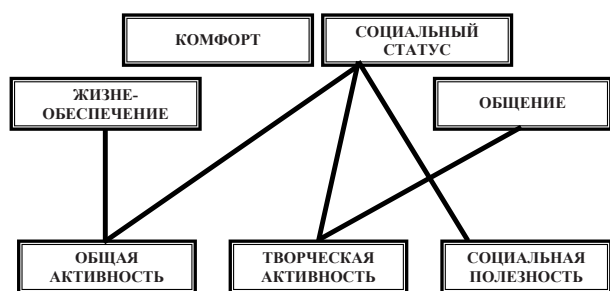 КОМФОРТ
СОЦИАЛЬНЫЙ
СТАТУС
ЖИЗНЕ-
ОБЕСПЕЧЕНИЕ
ОБЩЕНИЕ
ОБЩАЯ
АКТИВНОСТЬ
ТВОРЧЕСКАЯ
АКТИВНОСТЬ
СОЦИАЛЬНАЯ
ПОЛЕЗНОСТЬ